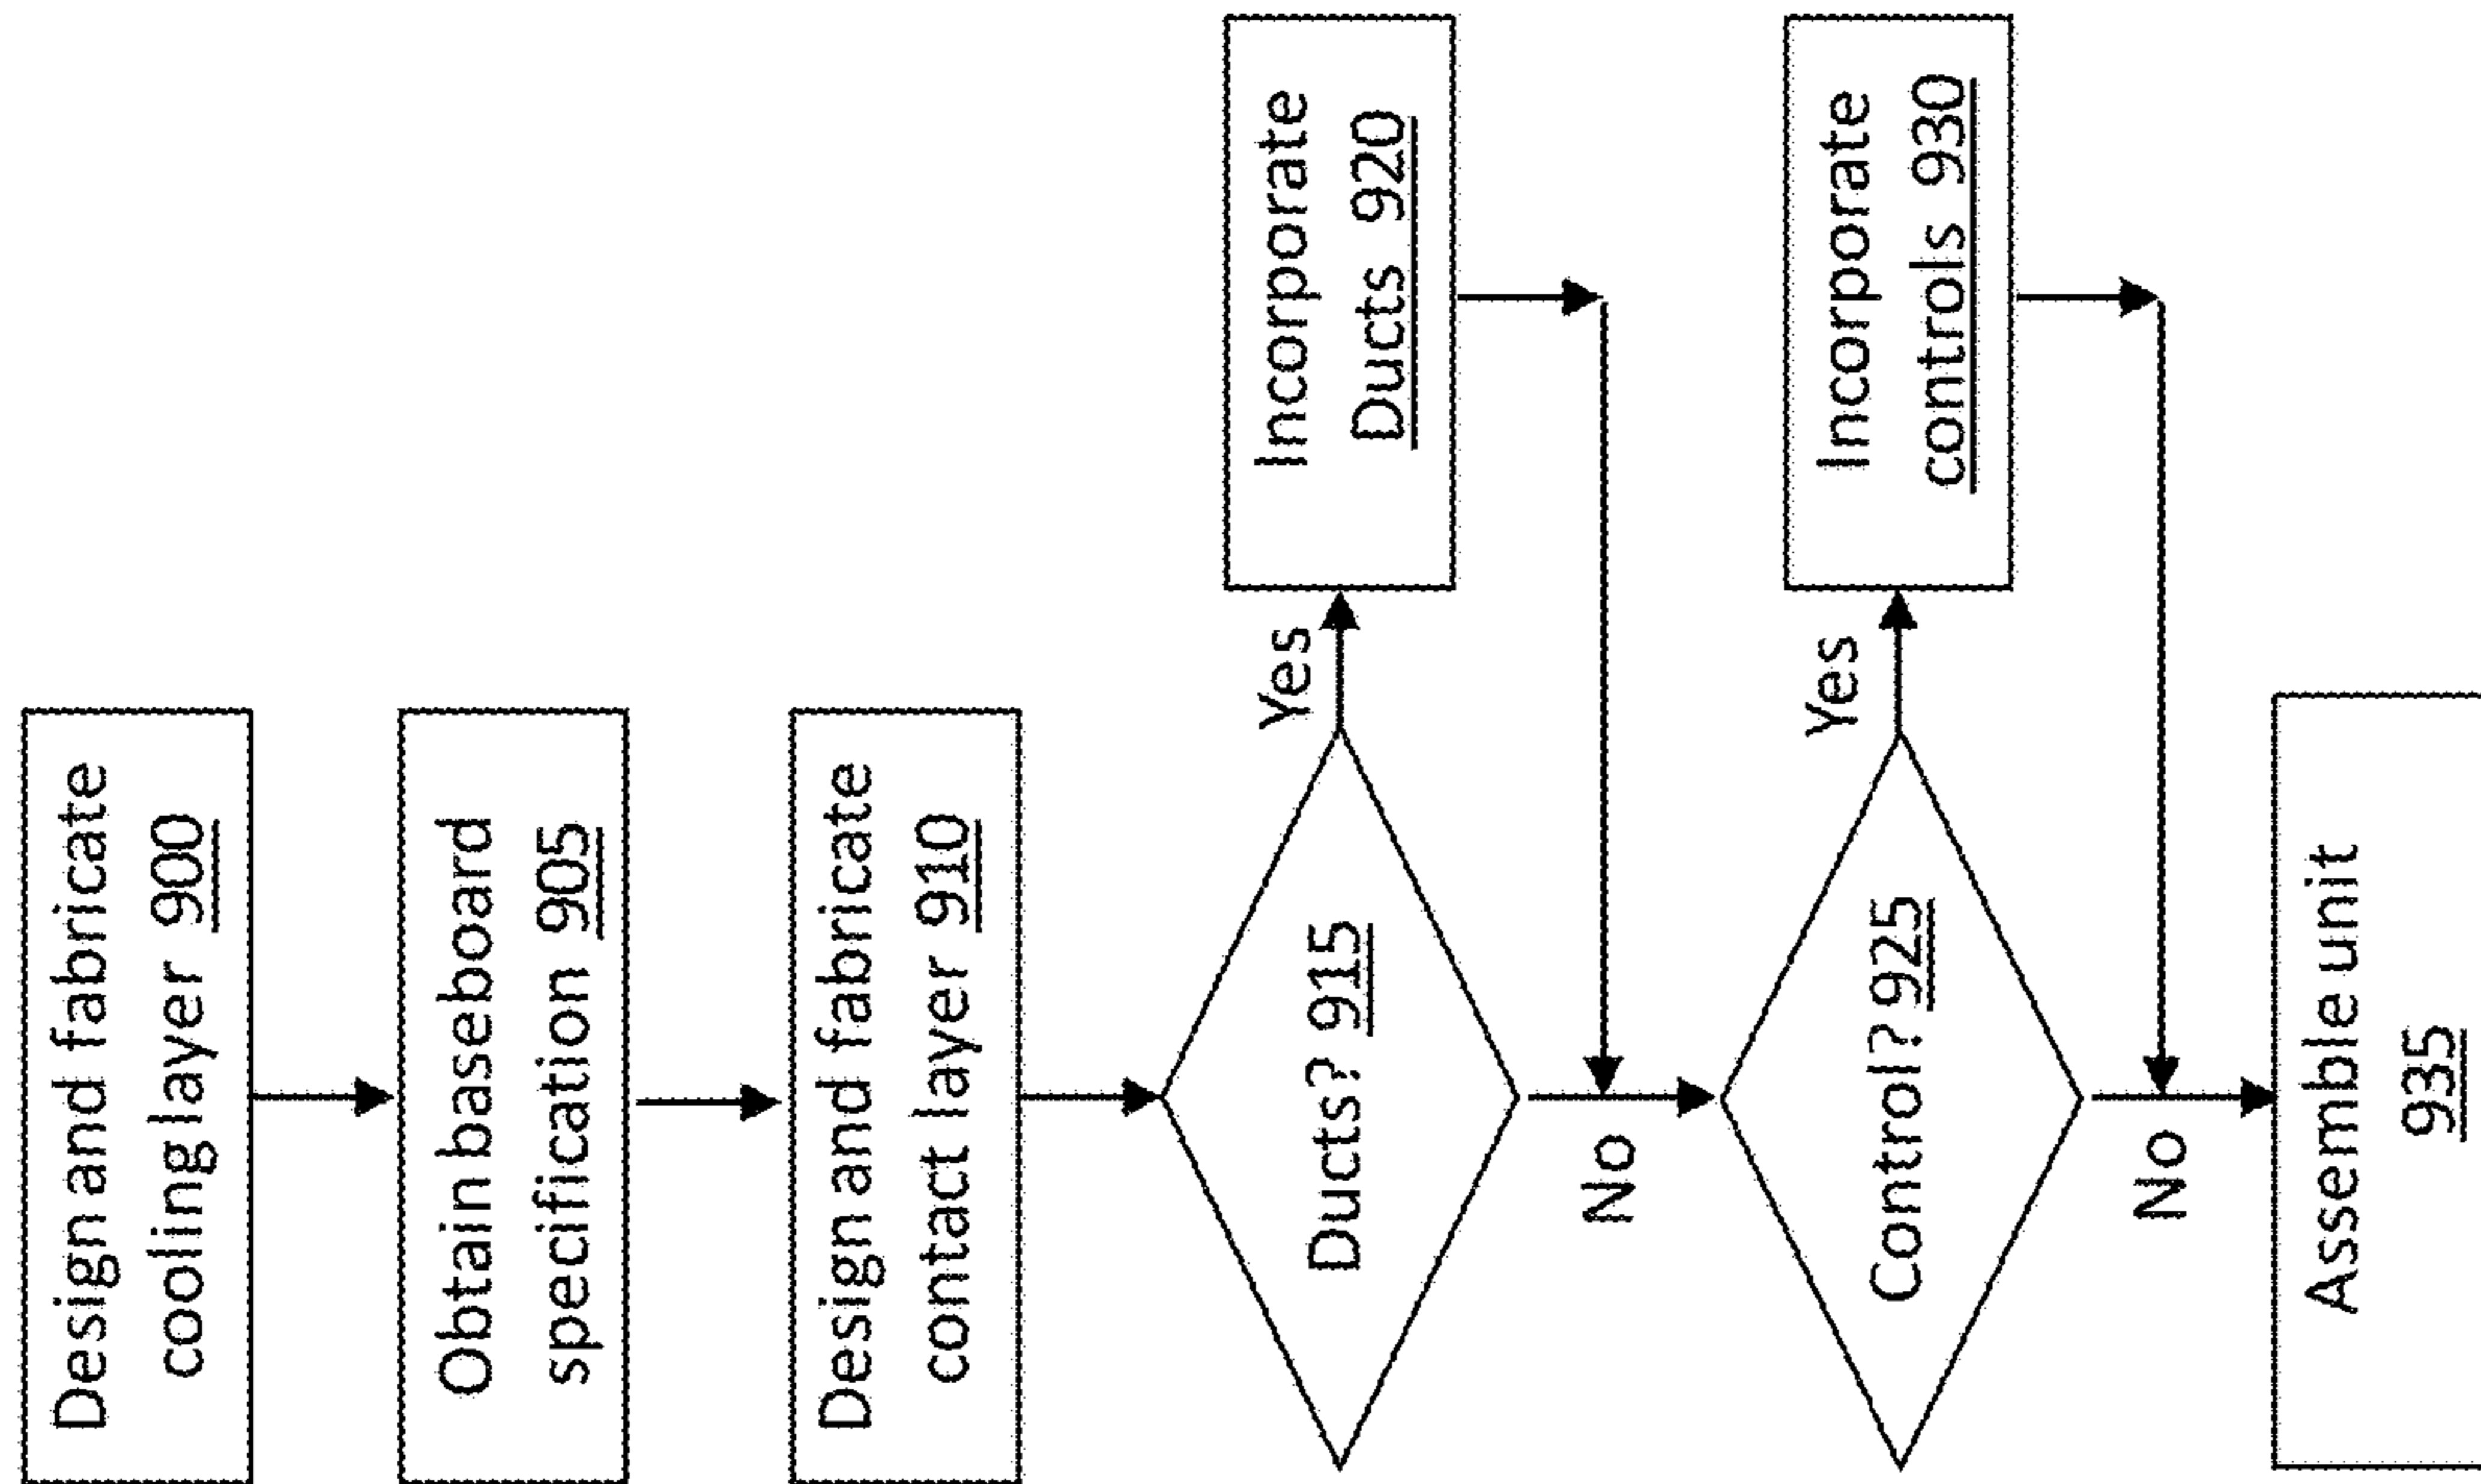 Design and fabricate
cooling layer 900
Obtain baseboard
specification 905
Design and fabricate
contact layer 910
Ducts? 915
Yes
Incorporate
Ducts 920
No
Control? 925
Yes
Incorporate
controls 930
No
Assemble unit
935